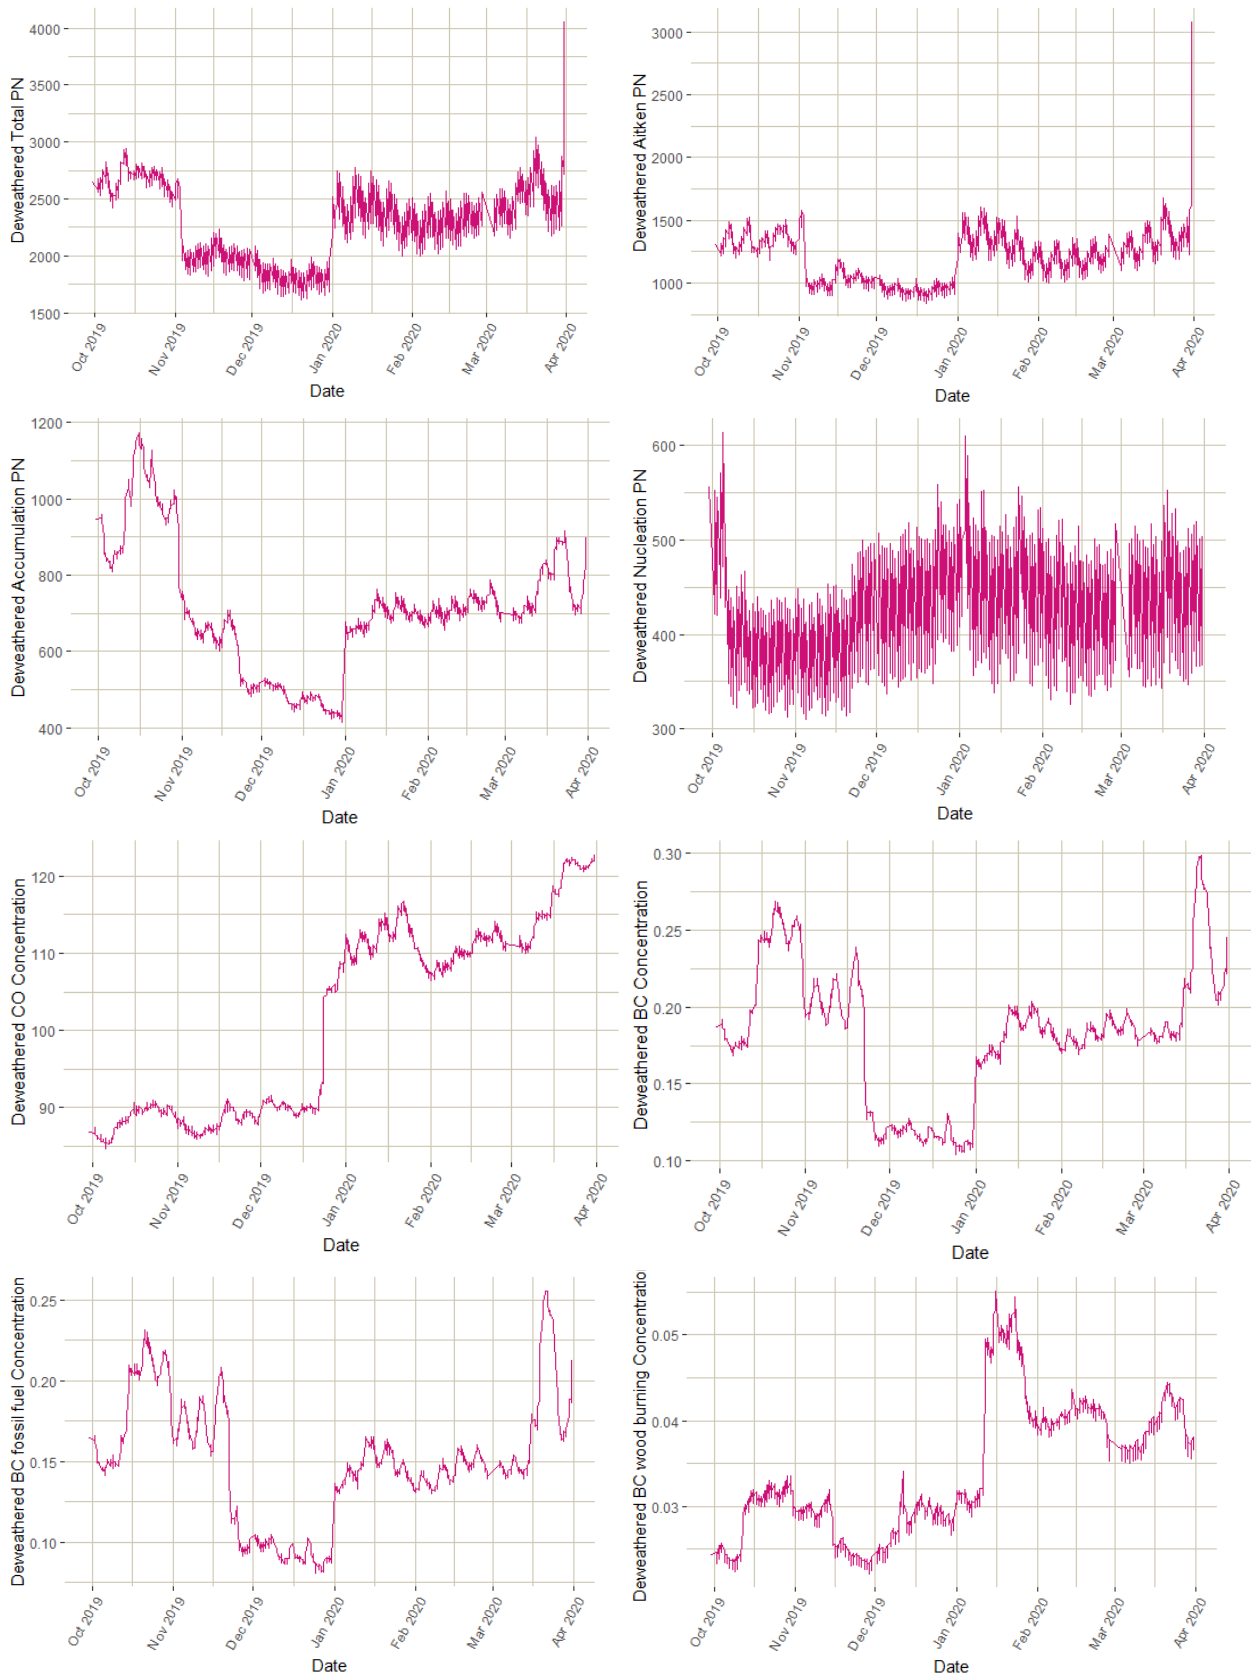 Deweathered Total PN
4000
3500
3000
2500
2000
1500
Oct 2019
Nov 2019
Dec 2019
Jan 2020
Feb 2020
Mar 2020
Apr 2020
Date
Deweathered Aitken PN
3000
2500
2000
1500
1000
Oct 2019
Nov 2019
Dec 2019
Jan 2020
Feb 2020
Mar 2020
Apr 2020
Date
Deweathered Accumulation PN
1200
1000
800
600
400
Oct 2019
Nov 2019
Dec 2019
Jan 2020
Feb 2020
Mar 2020
Apr 2020
Date
Deweathered Nucleation PN
600
500
400
300
Oct 2019
Nov 2019
Dec 2019
Jan 2020
Feb 2020
Mar 2020
Apr 2020
Date
Deweathered CO Concentration
120
110
100
90
Oct 2019
Nov 2019
Dec 2019
Jan 2020
Feb 2020
Mar 2020
Apr 2020
Date
Deweathered BC Concentration
0.30
0.25
0.20
0.15
0.10
Oct 2019
Nov 2019
Dec 2019
Jan 2020
Feb 2020
Mar 2020
Apr 2020
Date
Deweathered BC fossil fuel Concentration
0.25
0.20
0.15
0.10
Oct 2019
Nov 2019
Dec 2019
Jan 2020
Feb 2020
Mar 2020
Apr 2020
Date
Deweathered BC wood burning Concentratio
0.05
0.04
0.03
Oct 2019
Nov 2019
Dec 2019
Jan 2020
Feb 2020
Mar 2020
Apr 2020
Date